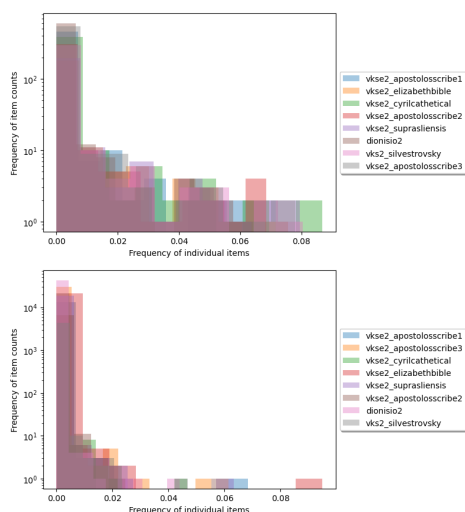 Frequency of item counts
10²
10¹
10⁰
0.00 0.02 0.04 0.06 0.08
Frequency of individual items
vkse2_apostolosscribe1
vkse2_elizabethbible
vkse2_cyrilcathetical
vkse2_apostolosscribe2
vkse2_suprasliensis
dionisio2
vks2_silvestrovsky
vkse2_apostolosscribe3
Frequency of item counts
10⁴
10³
10²
10¹
10⁰
0.00 0.02 0.04 0.06 0.08
Frequency of individual items
vkse2_apostolosscribe1
vkse2_apostolosscribe3
vkse2_cyrilcathetical
vkse2_elizabethbible
vkse2_suprasliensis
vkse2_apostolosscribe2
dionisio2
vks2_silvestrovsky